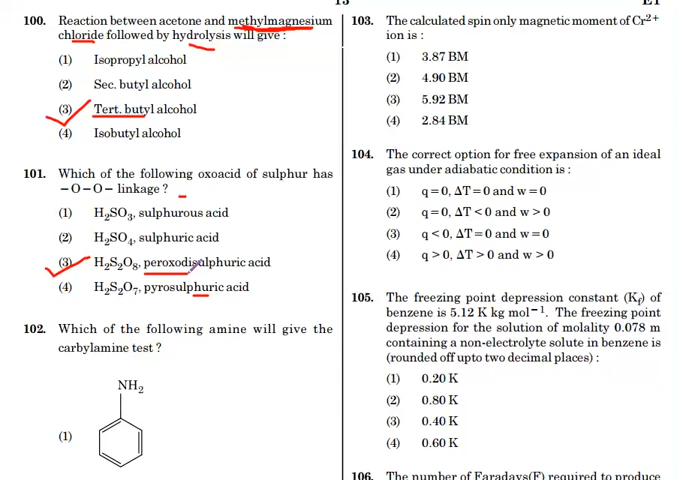 13
E1
100. Reaction between acetone and methylmagnesium
chloride followed by hydrolysis will give :
(1) Isopropyl alcohol
(2) Sec. butyl alcohol
(3) Tert. butyl alcohol
(4) Isobutyl alcohol
101. Which of the following oxoacid of sulphur has
−O−O− linkage ?
(1) H₂SO₃, sulphurous acid
(2) H₂SO₄, sulphuric acid
(3) H₂S₂O₈, peroxodisulphuric acid
(4) H₂S₂O₇, pyrosulphuric acid
102. Which of the following amine will give the
carbylamine test ?
NH₂
(1)
103. The calculated spin only magnetic moment of Cr²⁺
ion is :
(1) 3.87 BM
(2) 4.90 BM
(3) 5.92 BM
(4) 2.84 BM
104. The correct option for free expansion of an ideal
gas under adiabatic condition is :
(1) q = 0, ΔT = 0 and w = 0
(2) q = 0, ΔT < 0 and w > 0
(3) q < 0, ΔT = 0 and w = 0
(4) q > 0, ΔT > 0 and w > 0
105. The freezing point depression constant (K_f) of
benzene is 5.12 K kg mol⁻¹. The freezing point
depression for the solution of molality 0.078 m
containing a non-electrolyte solute in benzene is
(rounded off upto two decimal places) :
(1) 0.20 K
(2) 0.80 K
(3) 0.40 K
(4) 0.60 K
106. The number of Faradays(F) required to produce